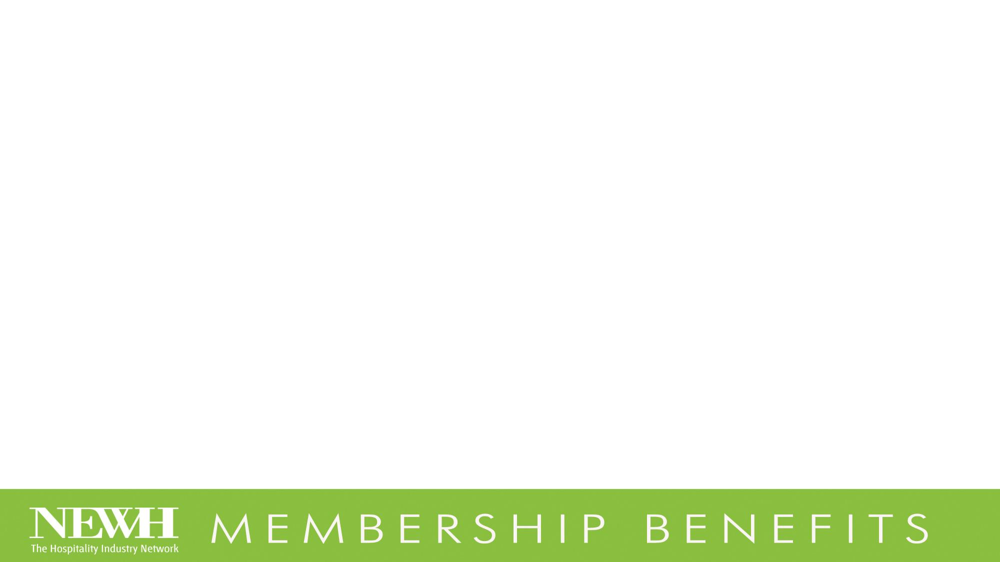 NEWH
The Hospitality Industry Network
MEMBERSHIP BENEFITS